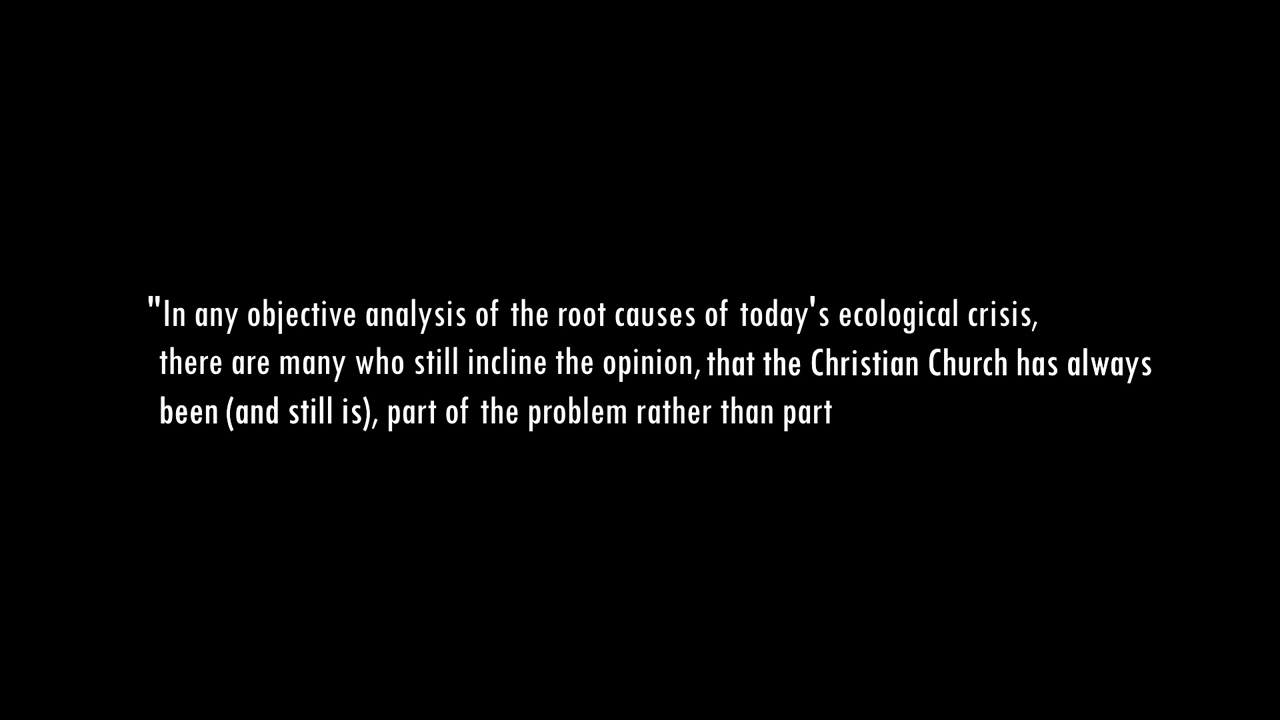 "In any objective analysis of the root causes of today's ecological crisis,
there are many who still incline the opinion, that the Christian Church has always
been (and still is), part of the problem rather than part